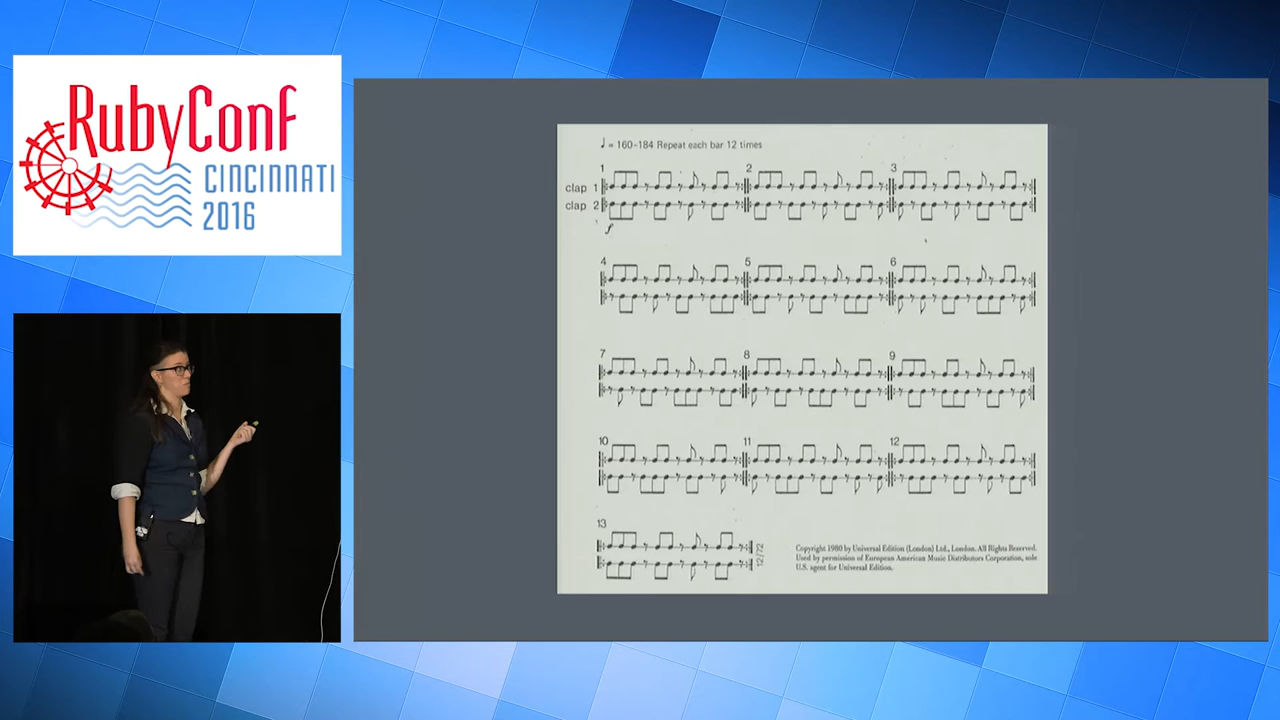 RubyConf
CINCINNATI
2016
♩ = 160-184 Repeat each bar 12 times
1 2 3
clap 1
clap 2
f
4 5 6
7 8 9
10 11 12
13
12/72
Copyright 1980 by Universal Edition (London) Ltd., London. All Rights Reserved.
Used by permission of European American Music Distributors Corporation, sole
U.S. agent for Universal Edition.